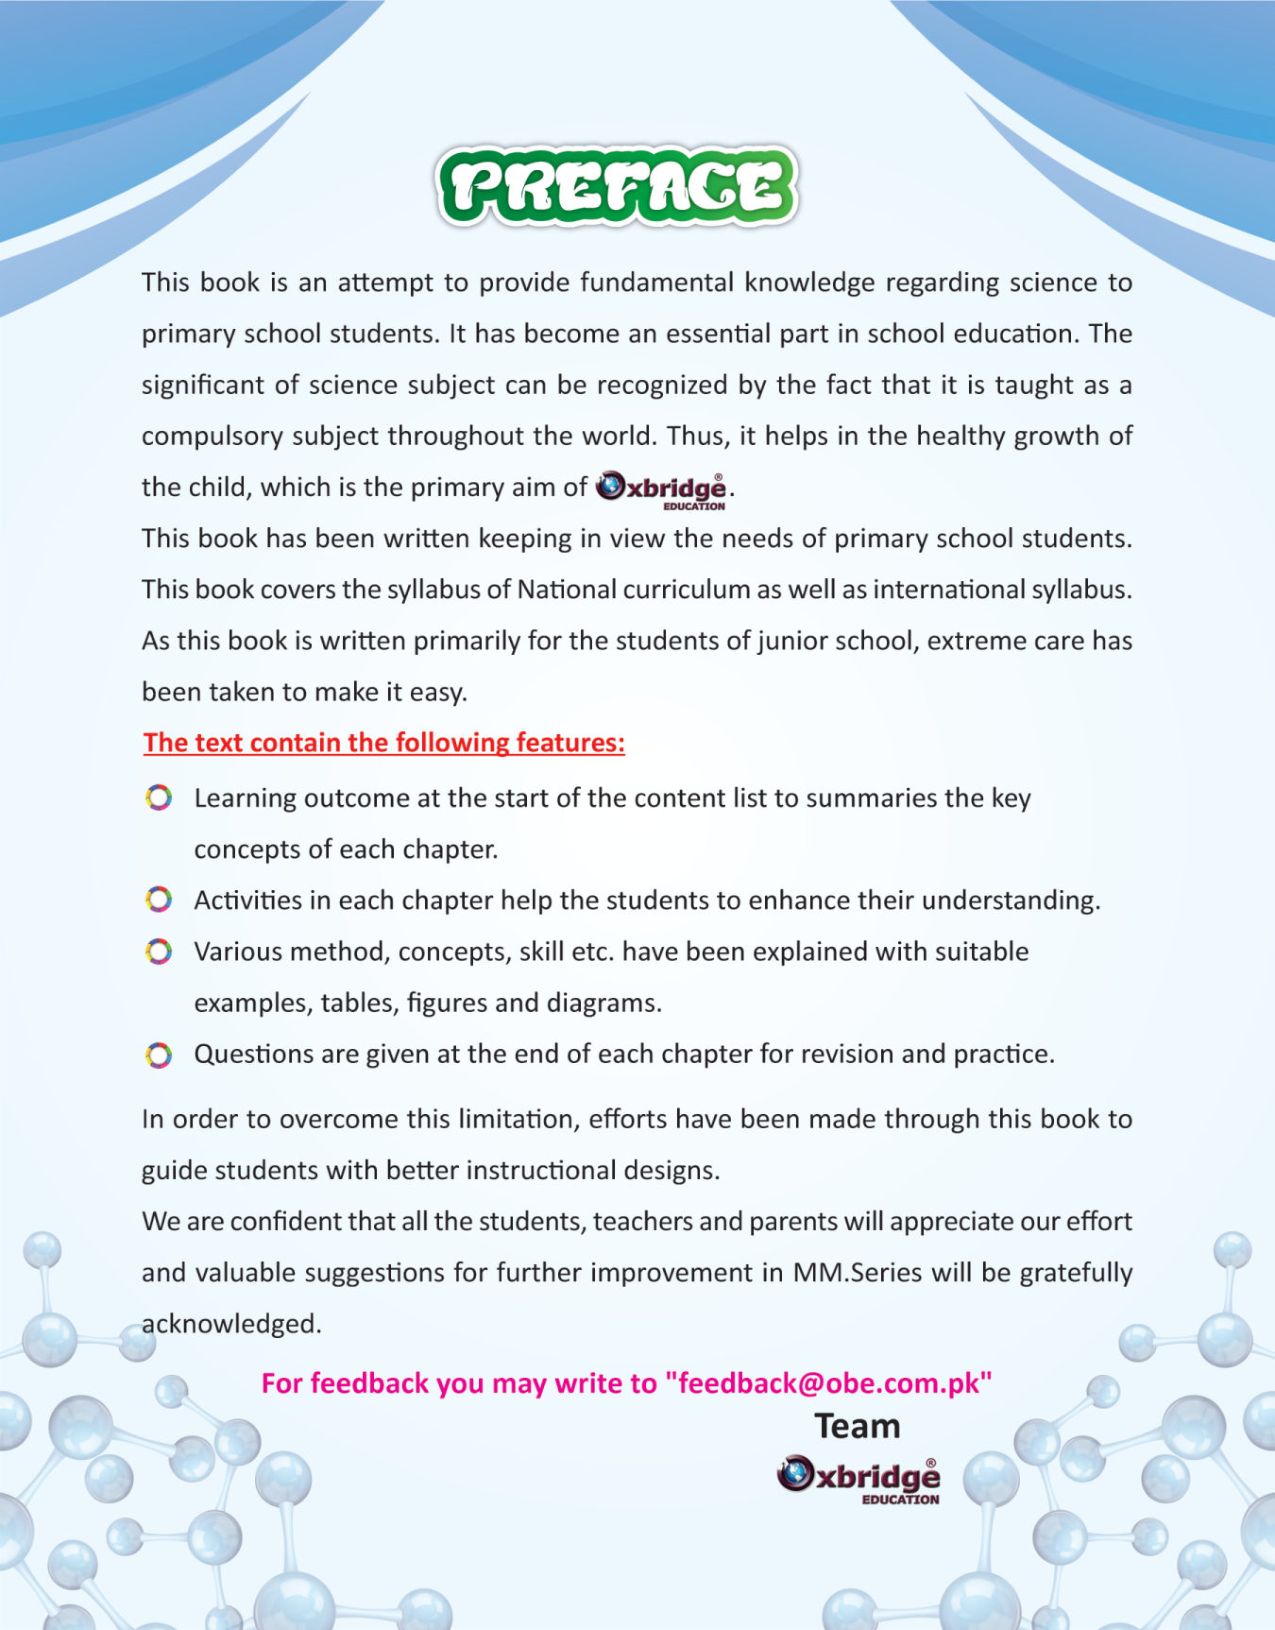 PREFACE
This book is an attempt to provide fundamental knowledge regarding science to
primary school students. It has become an essential part in school education. The
significant of science subject can be recognized by the fact that it is taught as a
compulsory subject throughout the world. Thus, it helps in the healthy growth of
the child, which is the primary aim of Oxbridge® EDUCATION.
This book has been written keeping in view the needs of primary school students.
This book covers the syllabus of National curriculum as well as international syllabus.
As this book is written primarily for the students of junior school, extreme care has
been taken to make it easy.
The text contain the following features:
Learning outcome at the start of the content list to summaries the key
concepts of each chapter.
Activities in each chapter help the students to enhance their understanding.
Various method, concepts, skill etc. have been explained with suitable
examples, tables, figures and diagrams.
Questions are given at the end of each chapter for revision and practice.
In order to overcome this limitation, efforts have been made through this book to
guide students with better instructional designs.
We are confident that all the students, teachers and parents will appreciate our effort
and valuable suggestions for further improvement in MM.Series will be gratefully
acknowledged.
For feedback you may write to "feedback@obe.com.pk"
Team
Oxbridge®
EDUCATION